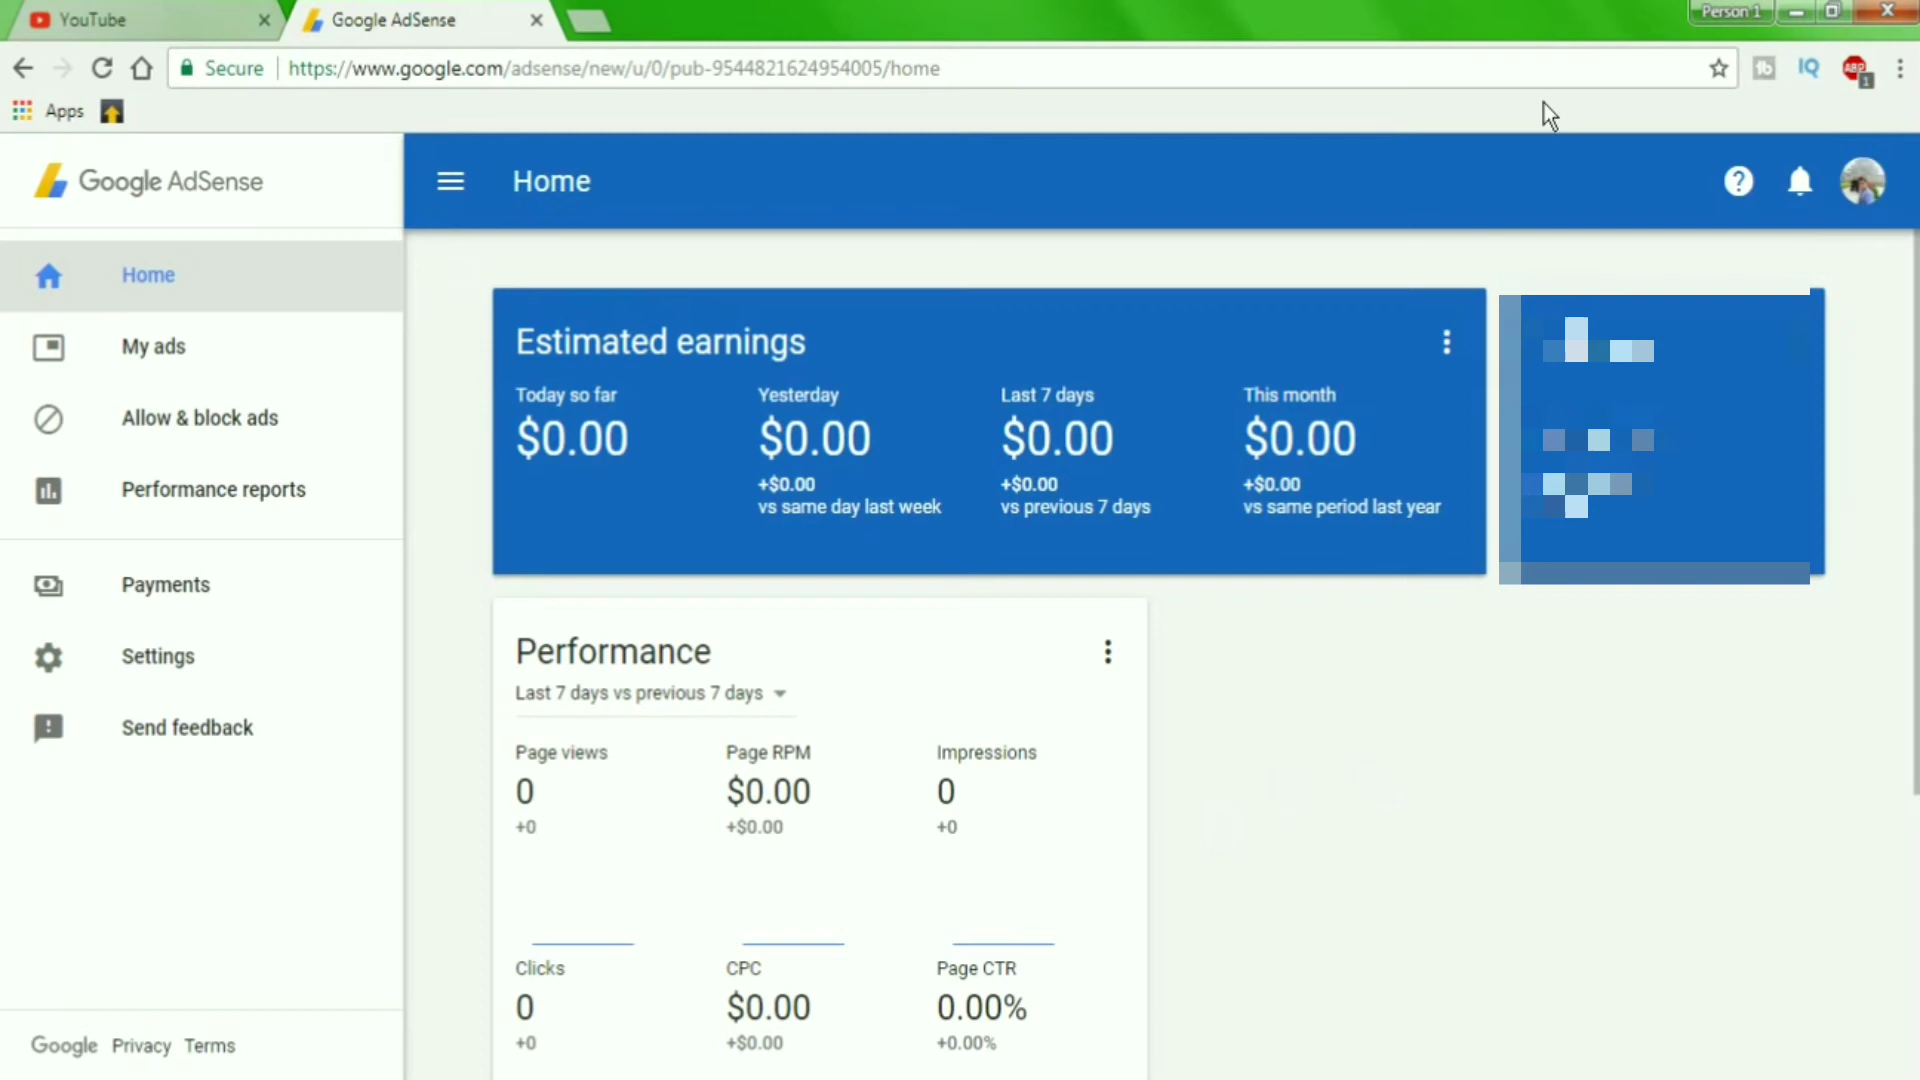 YouTube
Google AdSense
Person 1
Secure
https://www.google.com/adsense/new/u/0/pub-9544821624954005/home
tb
IQ
ABP
1
Apps
Google AdSense
Home
Home
My ads
Allow & block ads
Performance reports
Payments
Settings
Send feedback
Google Privacy Terms
Estimated earnings
Today so far
$0.00
Yesterday
$0.00
+$0.00
vs same day last week
Last 7 days
$0.00
+$0.00
vs previous 7 days
This month
$0.00
+$0.00
vs same period last year
Performance
Last 7 days vs previous 7 days
Page views
0
+0
Page RPM
$0.00
+$0.00
Impressions
0
+0
Clicks
0
+0
CPC
$0.00
+$0.00
Page CTR
0.00%
+0.00%